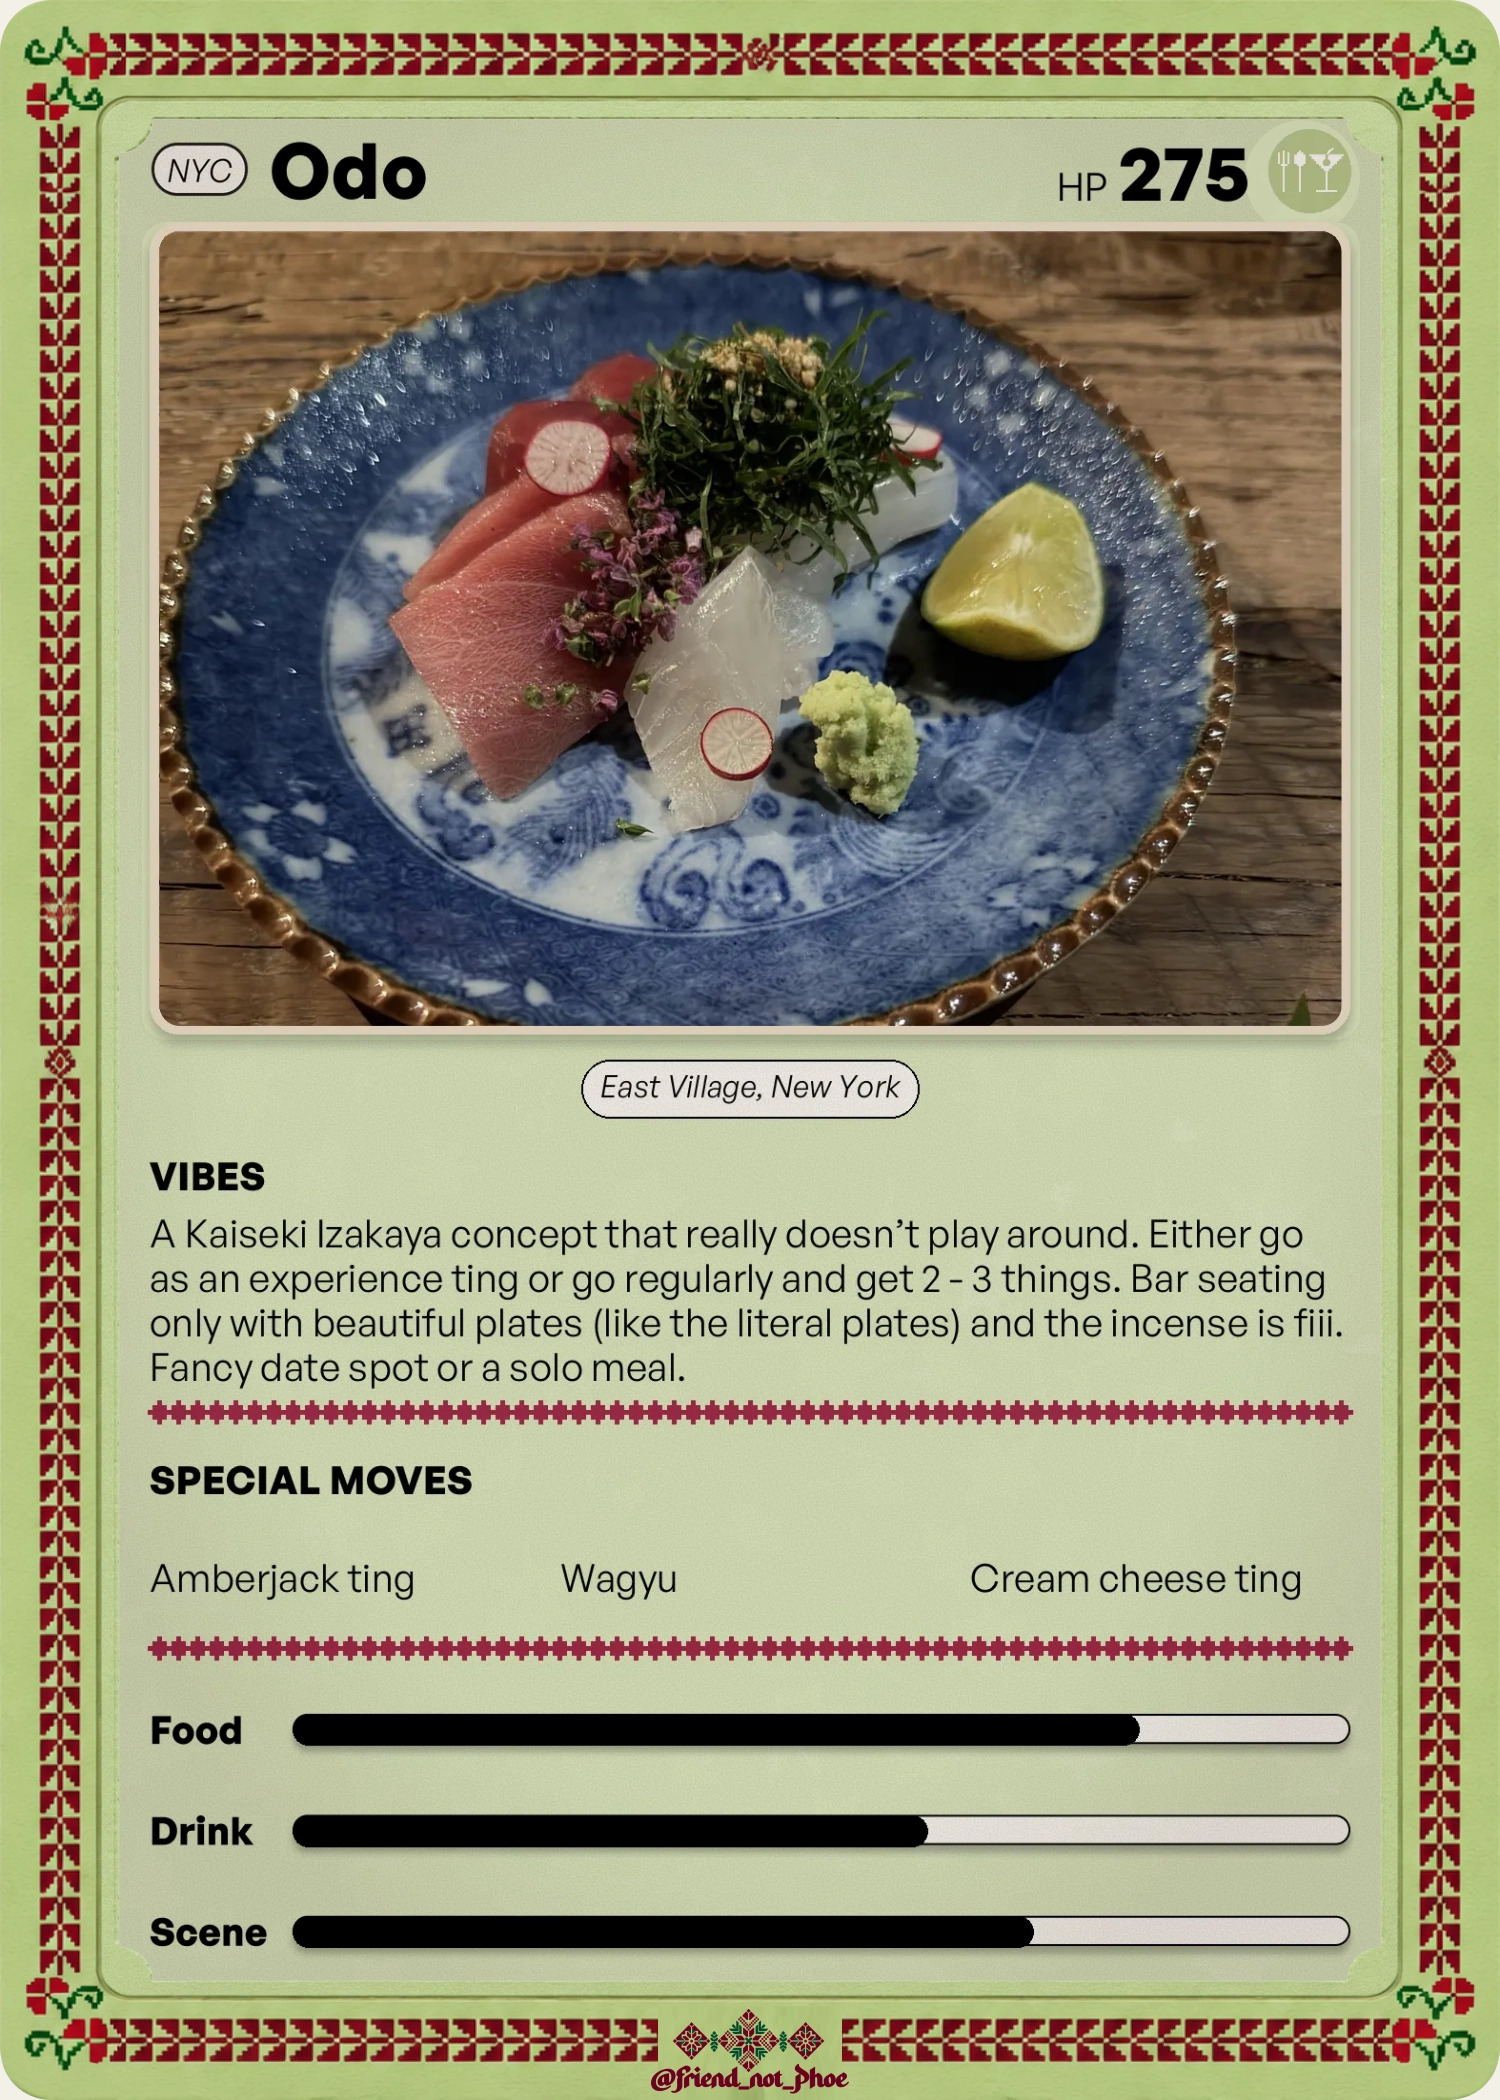 NYC Odo HP 275
East Village, New York
VIBES
A Kaiseki Izakaya concept that really doesn’t play around. Either go
as an experience ting or go regularly and get 2 - 3 things. Bar seating
only with beautiful plates (like the literal plates) and the incense is fiii.
Fancy date spot or a solo meal.
SPECIAL MOVES
Amberjack ting Wagyu Cream cheese ting
Food
Drink
Scene
@friend_not_Phoe